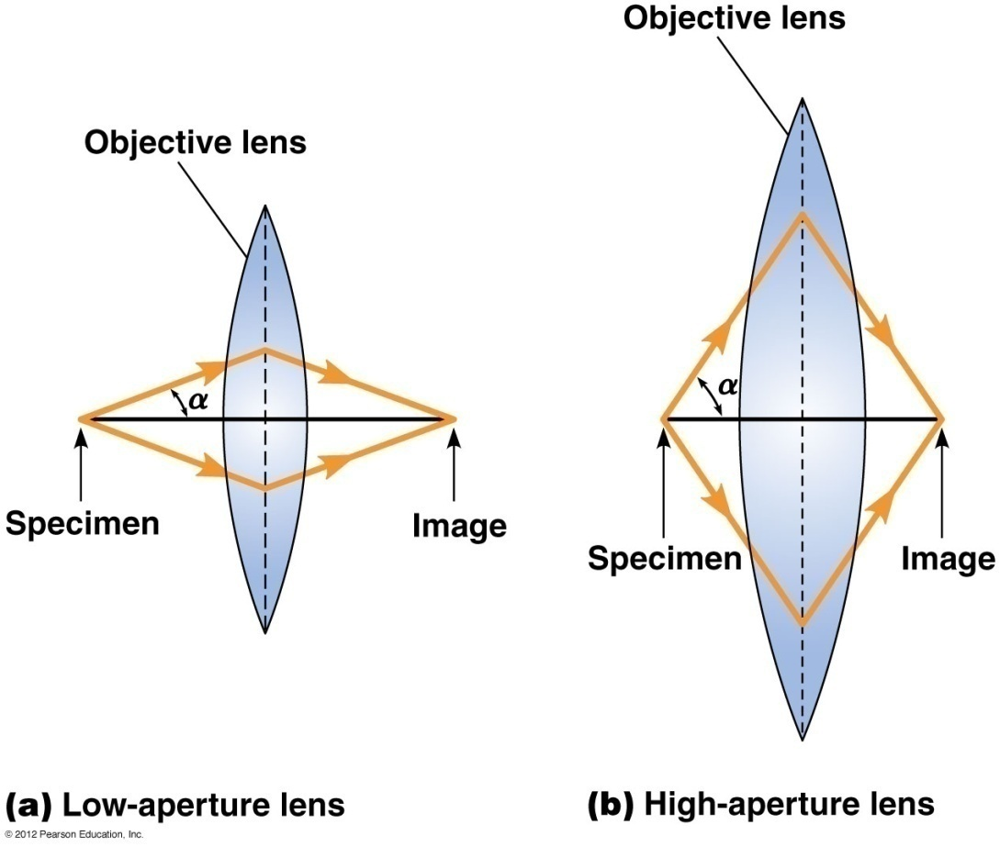 Objective lens
α
Specimen
Image
(a) Low-aperture lens
Objective lens
α
Specimen
Image
(b) High-aperture lens
© 2012 Pearson Education, Inc.